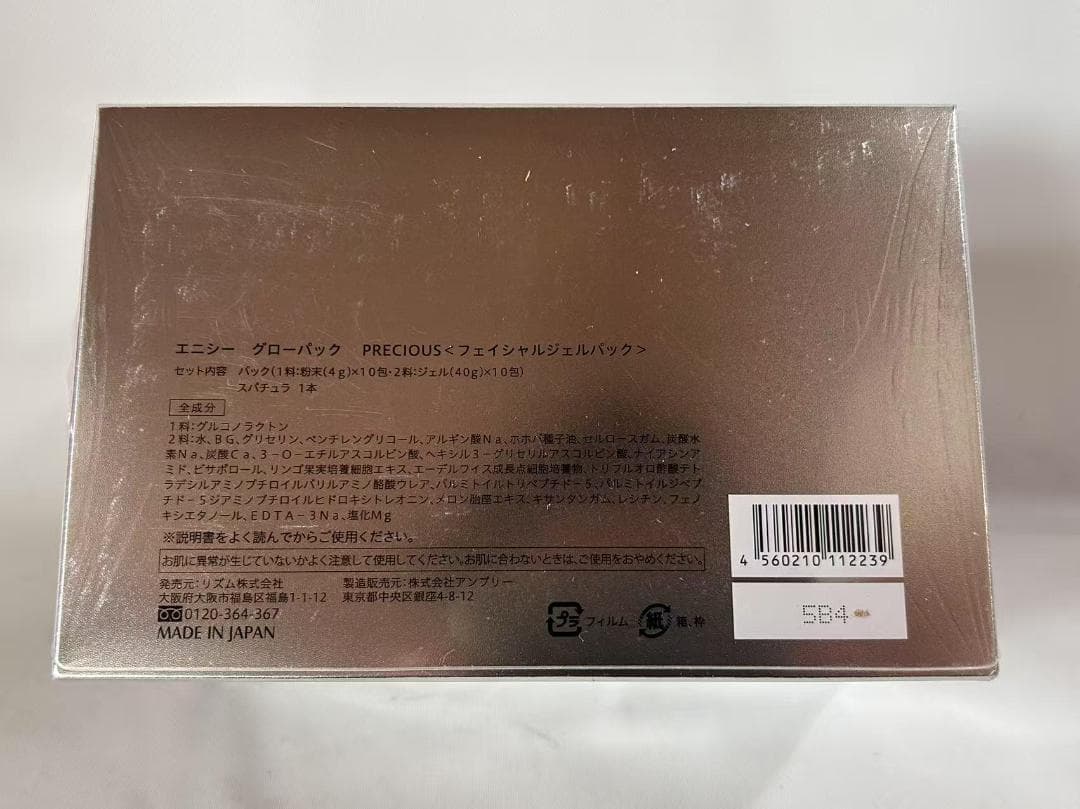 エニシー グローパック PRECIOUS<フェイシャルジェルパック>
セット内容 パック(1料:粉末(4g)×10包・2料:ジェル(40g)×10包)
スパチュラ 1本
全成分
1料:グルコノラクトン
2料:水、BG、グリセリン、ペンチレングリコール、アルギン酸Na、ホホバ種子油、セルロースガム、炭酸水
素Na、炭酸Ca、3-O-エチルアスコルビン酸、ヘキシル3-グリセリルアスコルビン酸、ナイアシンア
ミド、ビサボロール、リンゴ果実培養細胞エキス、エーデルワイス成長点細胞培養物、トリフルオロ酢酸テト
ラデシルアミノブチロイルバリルアミノ酪酸ウレア、パルミトイルトリペプチド-5、パルミトイルジペプ
チド-5ジアミノブチロイルヒドロキシトレオニン、メロン胎座エキス、キサンタンガム、レシチン、フェノ
キシエタノール、EDTA-3Na、塩化Mg
※説明書をよく読んでからご使用ください。
お肌に異常が生じていないかよく注意して使用してください。お肌に合わないときは、ご使用をおやめください。
発売元:リズム株式会社 製造販売元:株式会社アンプリー
大阪府大阪市福島区福島1-1-12 東京都中央区銀座4-8-12
0120-364-367
MADE IN JAPAN
プラ フィルム 紙 箱、枠
4 560210 112239
5B4